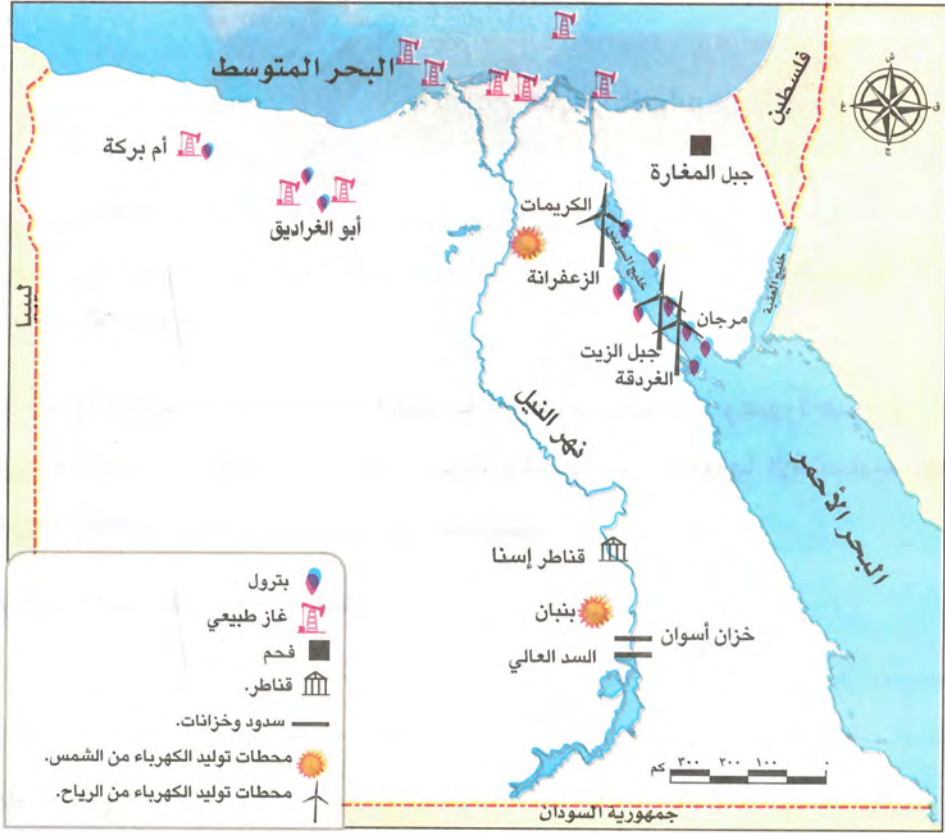 البحر المتوسط
فلسطين
ش
ق
غ
ج
أم بركة
أبو الغراديق
جبل المغارة
الكريمات
خليج السويس
خليج العقبة
الزعفرانة
مرجان
جبل الزيت
الغردقة
ليبيا
نهر النيل
البحر الأحمر
قناطر إسنا
بنبان
خزان أسوان
السد العالي
بترول
غاز طبيعي
فحم
قناطر.
سدود وخزانات.
محطات توليد الكهرباء من الشمس.
محطات توليد الكهرباء من الرياح.
كم ٣٠٠ ٢٠٠ ١٠٠ ٠
جمهورية السودان